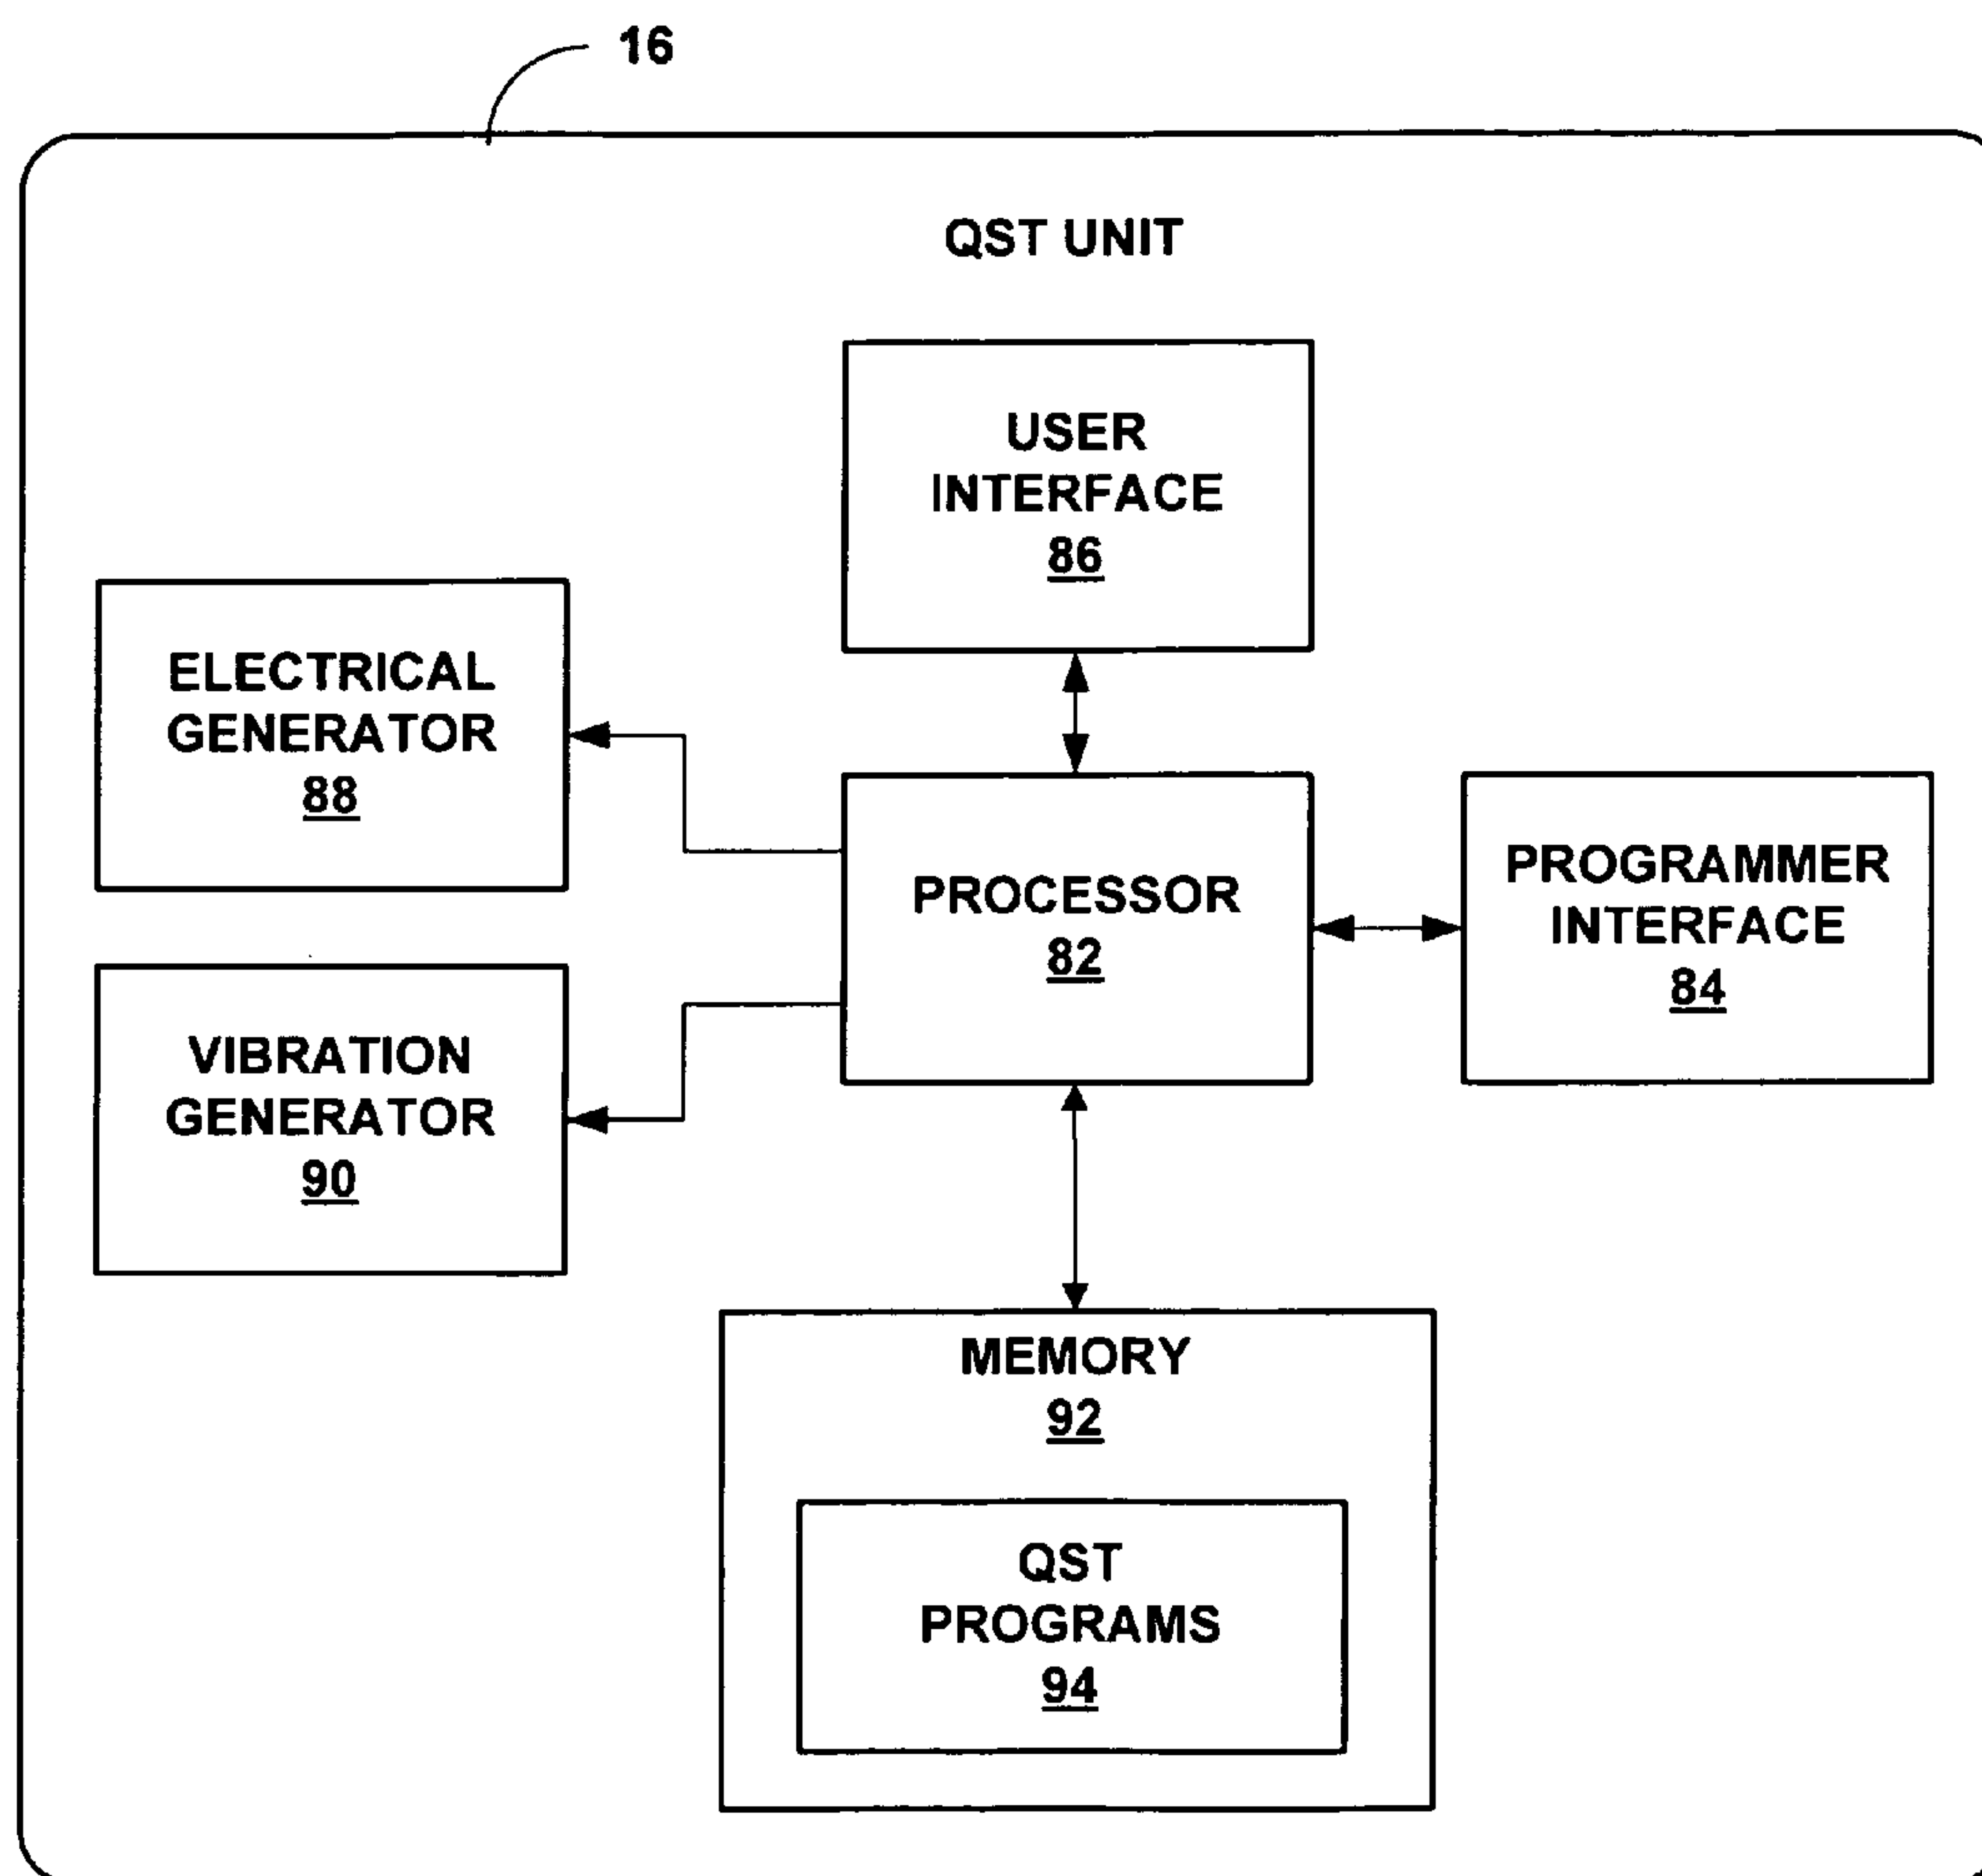 16
QST UNIT
USER
INTERFACE
86
ELECTRICAL
GENERATOR
88
PROCESSOR
82
PROGRAMMER
INTERFACE
84
VIBRATION
GENERATOR
90
MEMORY
92
QST
PROGRAMS
94